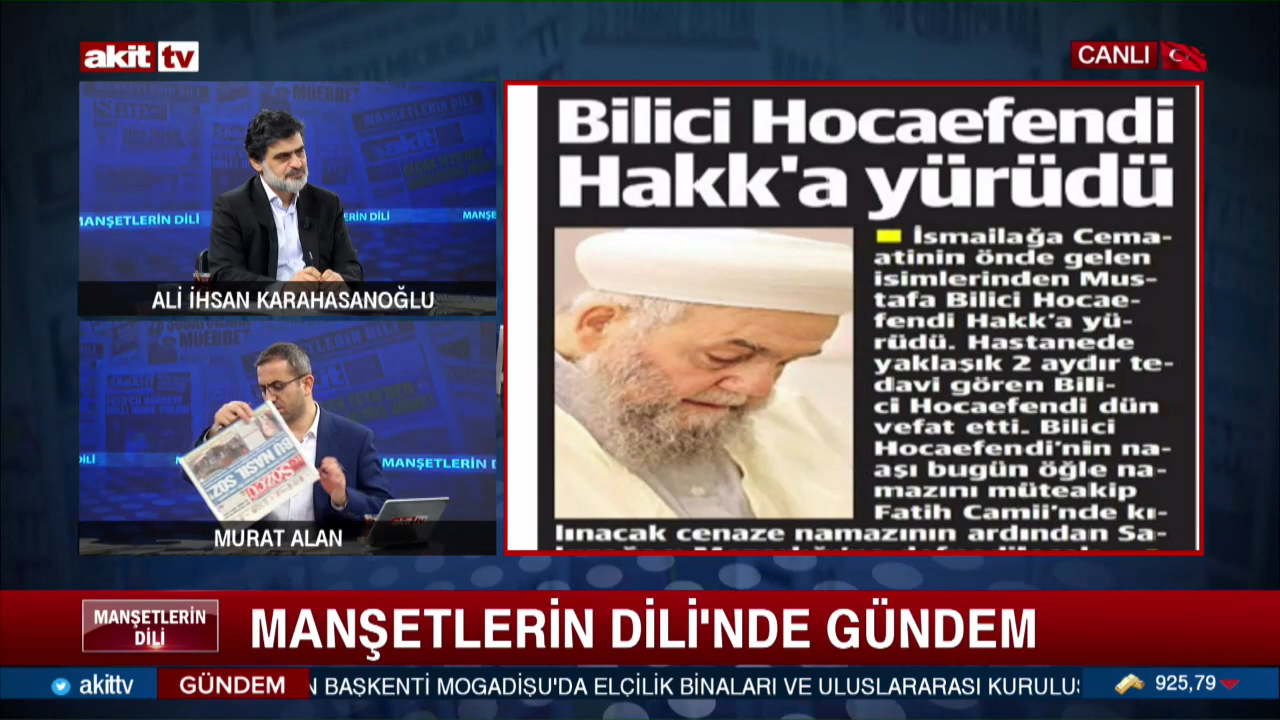 akit tv
CANLI
MANŞETLERİN DİLİ
ALİ İHSAN KARAHASANOĞLU
MANŞETLERİN
SÖZCÜ
BU NASIL SÖZ
MURAT ALAN
Bilici Hocaefendi
Hakk'a yürüdü
İsmailağa Cema-
atinin önde gelen
isimlerinden Mus-
tafa Bilici Hocae-
fendi Hakk'a yü-
rüdü. Hastanede
yaklaşık 2 aydır te-
davi gören Bili-
ci Hocaefendi dün
vefat etti. Bilici
Hocaefendi'nin na-
aşı bugün öğle na-
mazını müteakip
Fatih Camii'nde kı-
lınacak cenaze namazının ardından Sa-
MANŞETLERİN
DİLİ
MANŞETLERİN DİLİ'NDE GÜNDEM
akittv
GÜNDEM
N BAŞKENTİ MOGADİŞU'DA ELÇİLİK BİNALARI VE ULUSLARARASI KURULUŞ
925,79